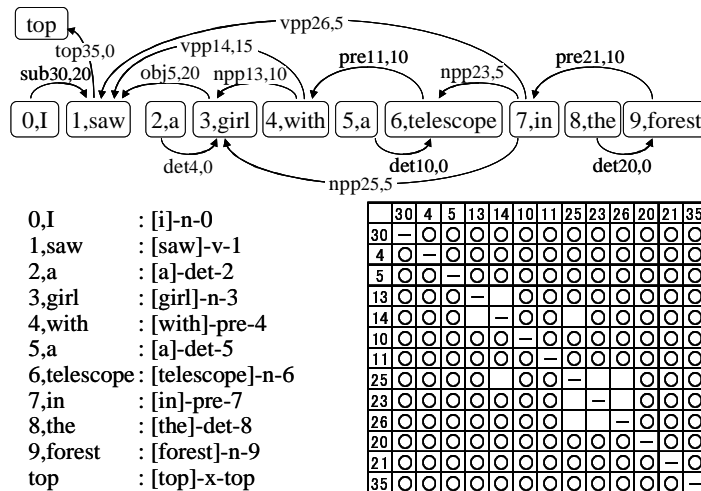 top
vpp26,5
top35,0
vpp14,15
sub30,20
obj5,20
npp13,10
pre11,10
npp23,5
pre21,10
0,I 1,saw 2,a 3,girl 4,with 5,a 6,telescope 7,in 8,the 9,forest
det4,0
det10,0
det20,0
npp25,5
0,I : [i]-n-0
1,saw : [saw]-v-1
2,a : [a]-det-2
3,girl : [girl]-n-3
4,with : [with]-pre-4
5,a : [a]-det-5
6,telescope : [telescope]-n-6
7,in : [in]-pre-7
8,the : [the]-det-8
9,forest : [forest]-n-9
top : [top]-x-top
30 4 5 13 14 10 11 25 23 26 20 21 35
30 – ○ ○ ○ ○ ○ ○ ○ ○ ○ ○ ○ ○
4 ○ – ○ ○ ○ ○ ○ ○ ○ ○ ○ ○ ○
5 ○ ○ – ○ ○ ○ ○ ○ ○ ○ ○ ○ ○
13 ○ ○ ○ – ○ ○ ○ ○ ○ ○ ○ ○
14 ○ ○ ○ – ○ ○ ○ ○ ○ ○ ○
10 ○ ○ ○ ○ ○ – ○ ○ ○ ○ ○ ○ ○
11 ○ ○ ○ ○ ○ ○ – ○ ○ ○ ○ ○ ○
25 ○ ○ ○ ○ ○ ○ – ○ ○ ○
23 ○ ○ ○ ○ ○ ○ ○ – ○ ○ ○
26 ○ ○ ○ ○ ○ ○ ○ – ○ ○ ○
20 ○ ○ ○ ○ ○ ○ ○ ○ ○ ○ – ○ ○
21 ○ ○ ○ ○ ○ ○ ○ ○ ○ ○ ○ – ○
35 ○ ○ ○ ○ ○ ○ ○ ○ ○ ○ ○ ○ –